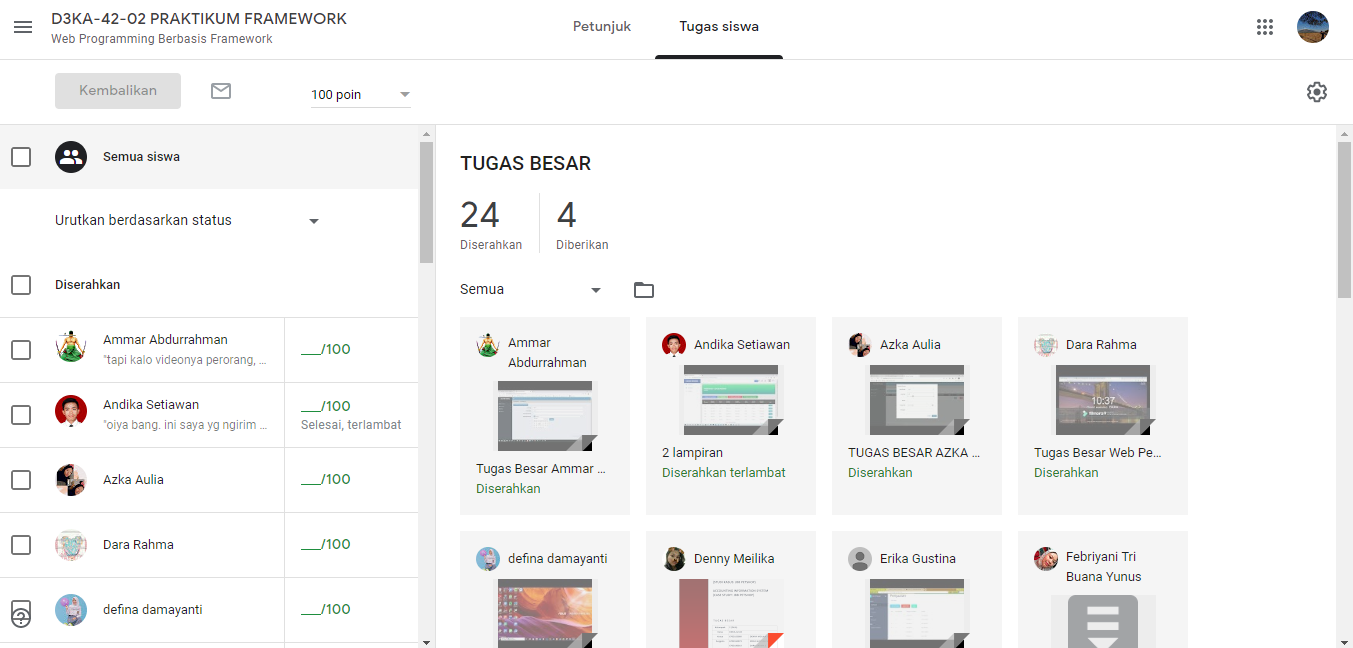 D3KA-42-02 PRAKTIKUM FRAMEWORK
Web Programming Berbasis Framework
Petunjuk
Tugas siswa
Kembalikan
100 poin
Semua siswa
Urutkan berdasarkan status
Diserahkan
Ammar Abdurrahman
"tapi kalo videonya perorang, ...
___/100
Andika Setiawan
"oiya bang. ini saya yg ngirim ...
___/100
Selesai, terlambat
Azka Aulia
___/100
Dara Rahma
___/100
defina damayanti
___/100
TUGAS BESAR
24
Diserahkan
4
Diberikan
Semua
Ammar
Abdurrahman
Tugas Besar Ammar ...
Diserahkan
Andika Setiawan
2 lampiran
Diserahkan terlambat
Azka Aulia
TUGAS BESAR AZKA ...
Diserahkan
Dara Rahma
10:37
Tugas Besar Web Pe...
Diserahkan
defina damayanti
Denny Meilika
Erika Gustina
Febriyani Tri
Buana Yunus